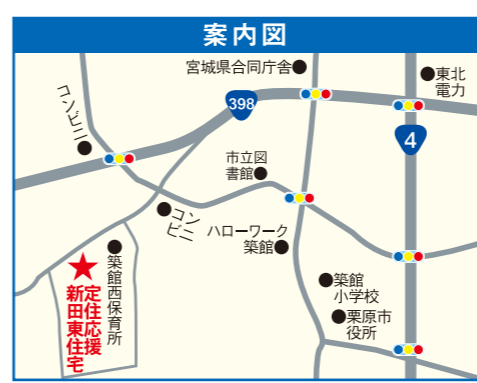 案内図
宮城県合同庁舎
東北
電力
コンビニ
398
4
市立図
書館
コン
ビニ
ハローワーク
築館
築館西保育所
定住応援
新田東住宅
築館
小学校
栗原市
役所